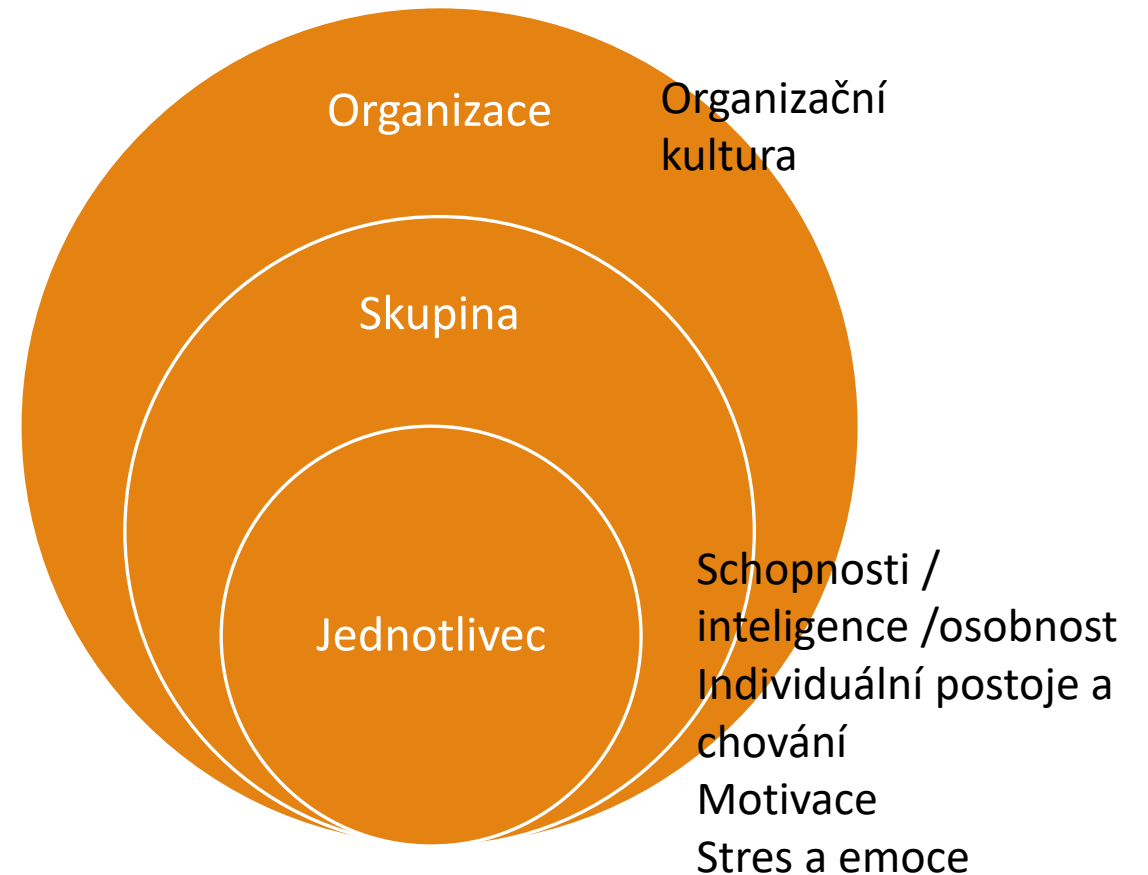 Organizace
Organizační
kultura
Skupina
Jednotlivec
Schopnosti /
inteligence /osobnost
Individuální postoje a
chování
Motivace
Stres a emoce